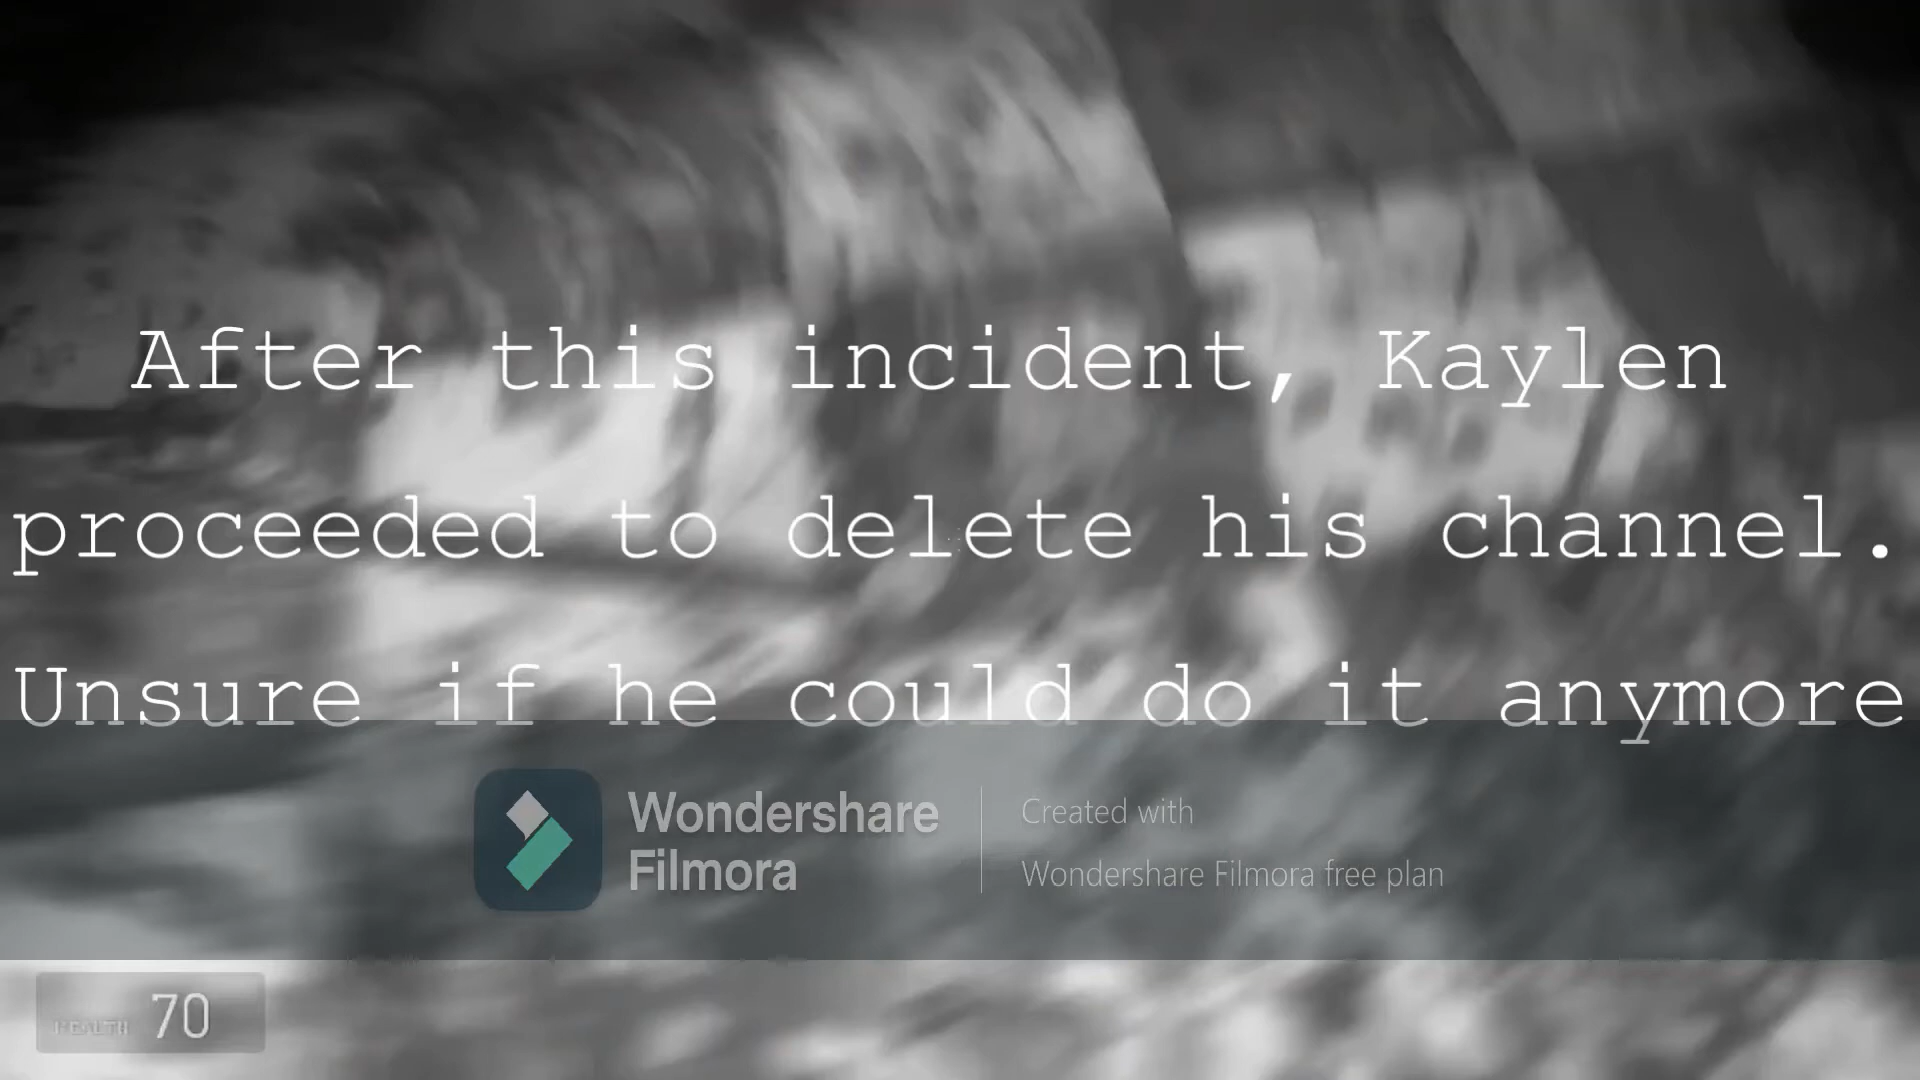 After this incident, Kaylen
proceeded to delete his channel.
Unsure if he could do it anymore
Wondershare
Filmora
Created with
Wondershare Filmora free plan
HEALTH 70